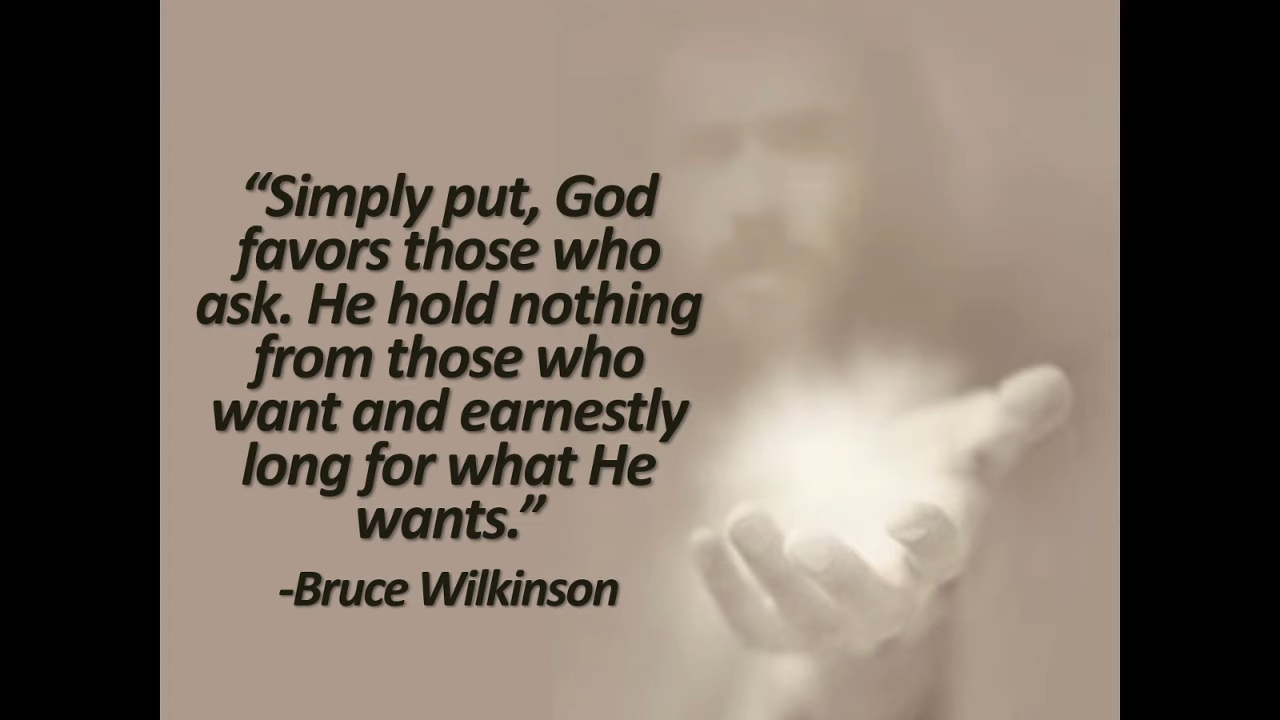 “Simply put, God
favors those who
ask. He hold nothing
from those who
want and earnestly
long for what He
wants.”
-Bruce Wilkinson